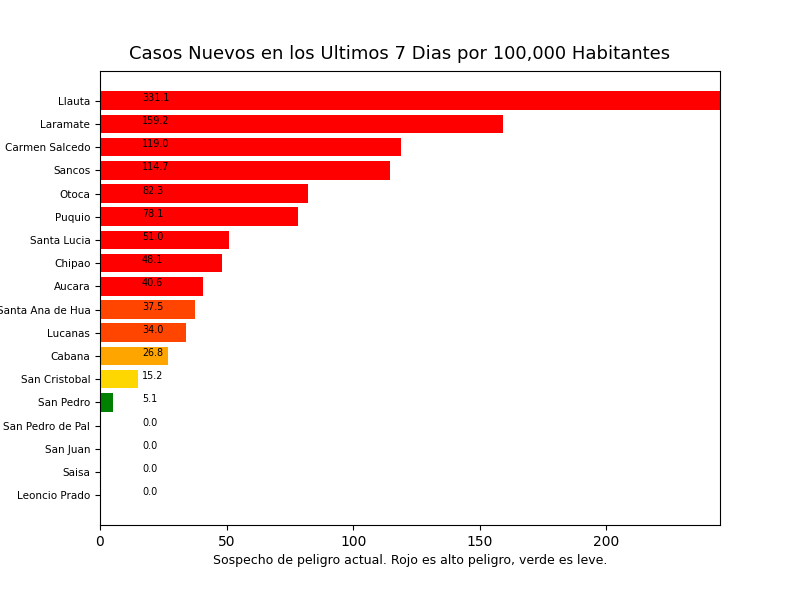 Casos Nuevos en los Ultimos 7 Dias por 100,000 Habitantes
Llauta 331.1
Laramate 159.2
Carmen Salcedo 119.0
Sancos 114.7
Otoca 82.3
Puquio 78.1
Santa Lucia 51.0
Chipao 48.1
Aucara 40.6
Santa Ana de Hua 37.5
Lucanas 34.0
Cabana 26.8
San Cristobal 15.2
San Pedro 5.1
San Pedro de Pal 0.0
San Juan 0.0
Saisa 0.0
Leoncio Prado 0.0
0 50 100 150 200
Sospecho de peligro actual. Rojo es alto peligro, verde es leve.